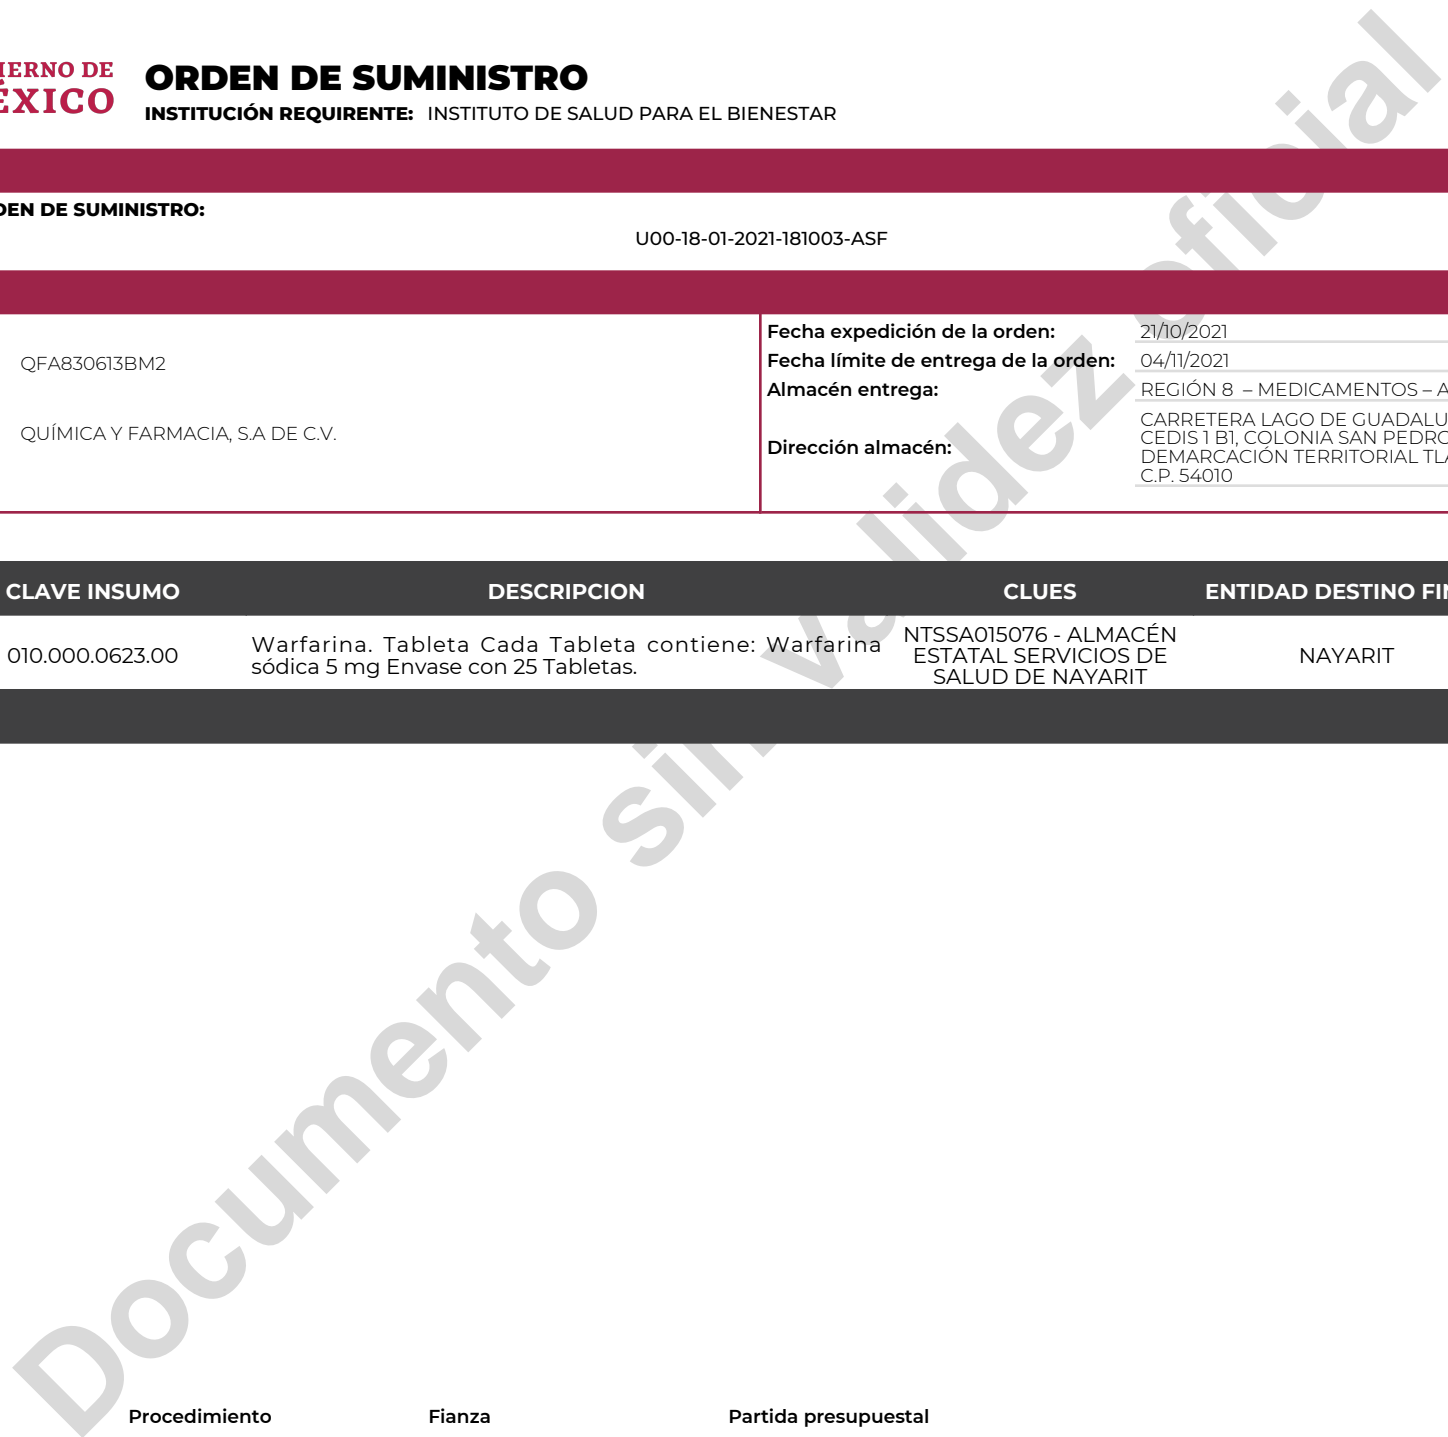 IERNO DE
ÉXICO
ORDEN DE SUMINISTRO
INSTITUCIÓN REQUIRENTE: INSTITUTO DE SALUD PARA EL BIENESTAR
DEN DE SUMINISTRO:
U00-18-01-2021-181003-ASF
QFA830613BM2
QUÍMICA Y FARMACIA, S.A DE C.V.
Fecha expedición de la orden: 21/10/2021
Fecha límite de entrega de la orden: 04/11/2021
Almacén entrega: REGIÓN 8 – MEDICAMENTOS – A
Dirección almacén:
CARRETERA LAGO DE GUADALU
CEDIS 1 B1, COLONIA SAN PEDRO
DEMARCACIÓN TERRITORIAL TLA
C.P. 54010
CLAVE INSUMO DESCRIPCION CLUES ENTIDAD DESTINO FIN
010.000.0623.00
Warfarina. Tableta Cada Tableta contiene: Warfarina
sódica 5 mg Envase con 25 Tabletas.
NTSSA015076 - ALMACÉN
ESTATAL SERVICIOS DE
SALUD DE NAYARIT
NAYARIT
Documento sin validez oficial
Procedimiento Fianza Partida presupuestal